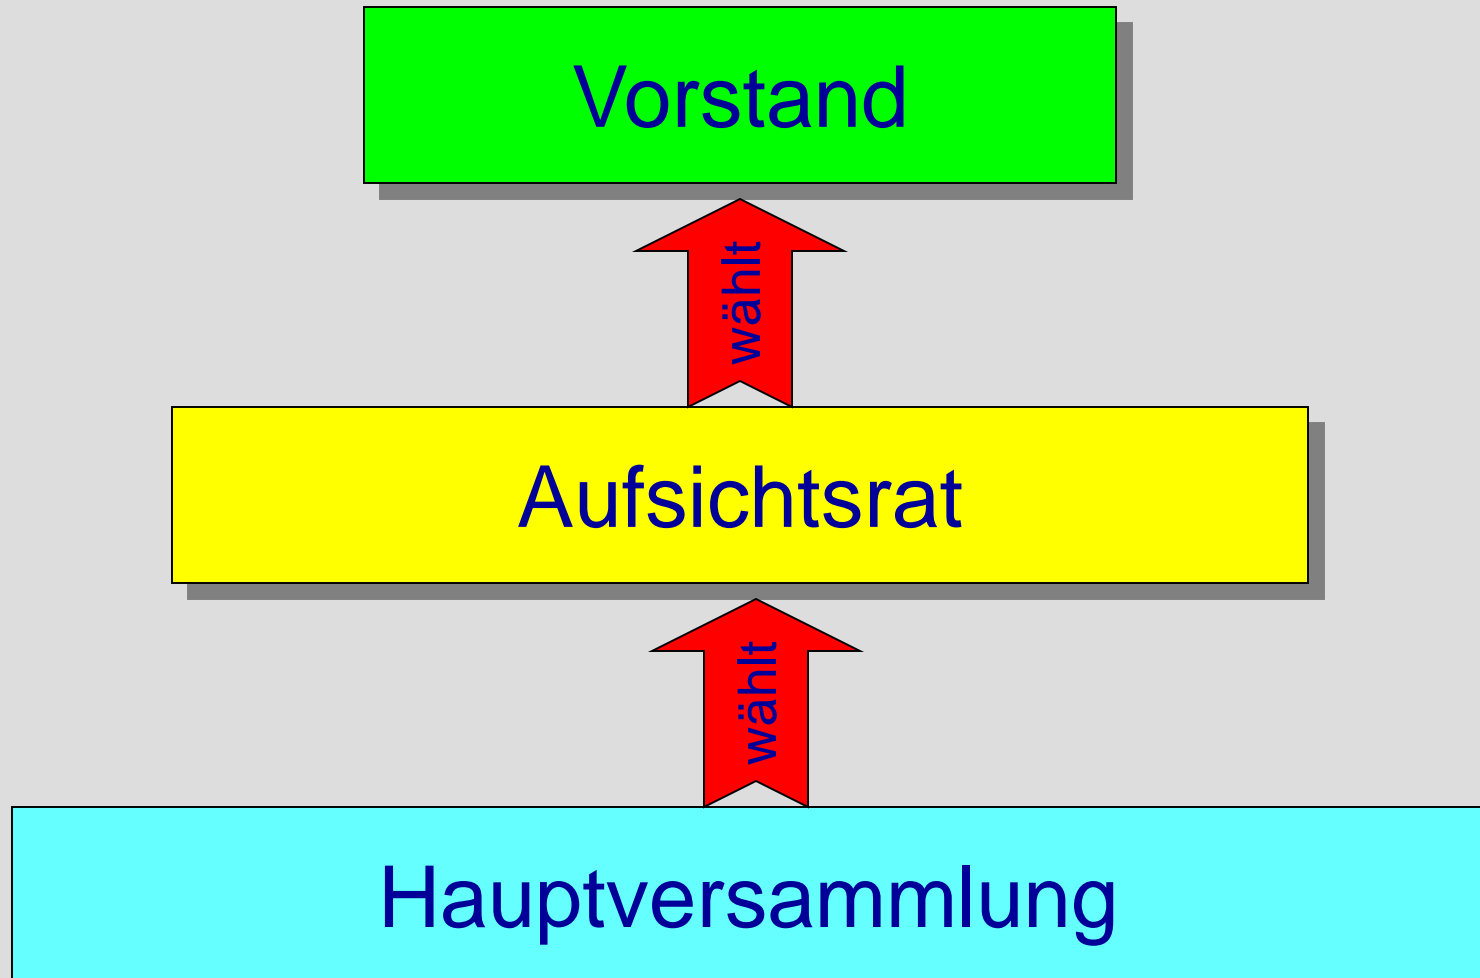 Vorstand
wählt
Aufsichtsrat
wählt
Hauptversammlung